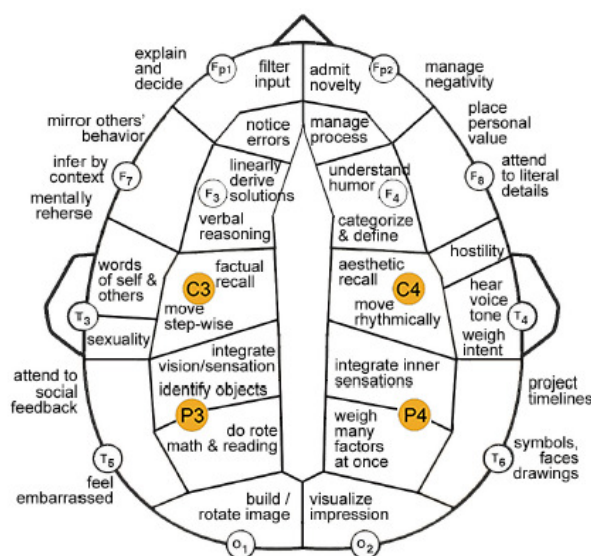 explain
and
decide
Fp1
filter
input
admit
novelty
Fp2
manage
negativity
mirror others'
behavior
notice
errors
manage
process
place
personal
value
infer by
context
F7
linearly
derive
solutions
F3
understand
humor
F4
F8
attend
to literal
details
mentally
reherse
verbal
reasoning
categorize
& define
hostility
words
of self &
others
factual
recall
C3
aesthetic
recall
C4
hear
voice
tone
T3
move
step-wise
move
rhythmically
T4
weigh
intent
sexuality
attend to
social
feedback
integrate
vision/sensation
integrate inner
sensations
project
timelines
identify objects
P3
P4
do rote
math & reading
weigh
many
factors
at once
T5
feel
embarrassed
T6
symbols,
faces
drawings
build /
rotate image
visualize
impression
O1
O2